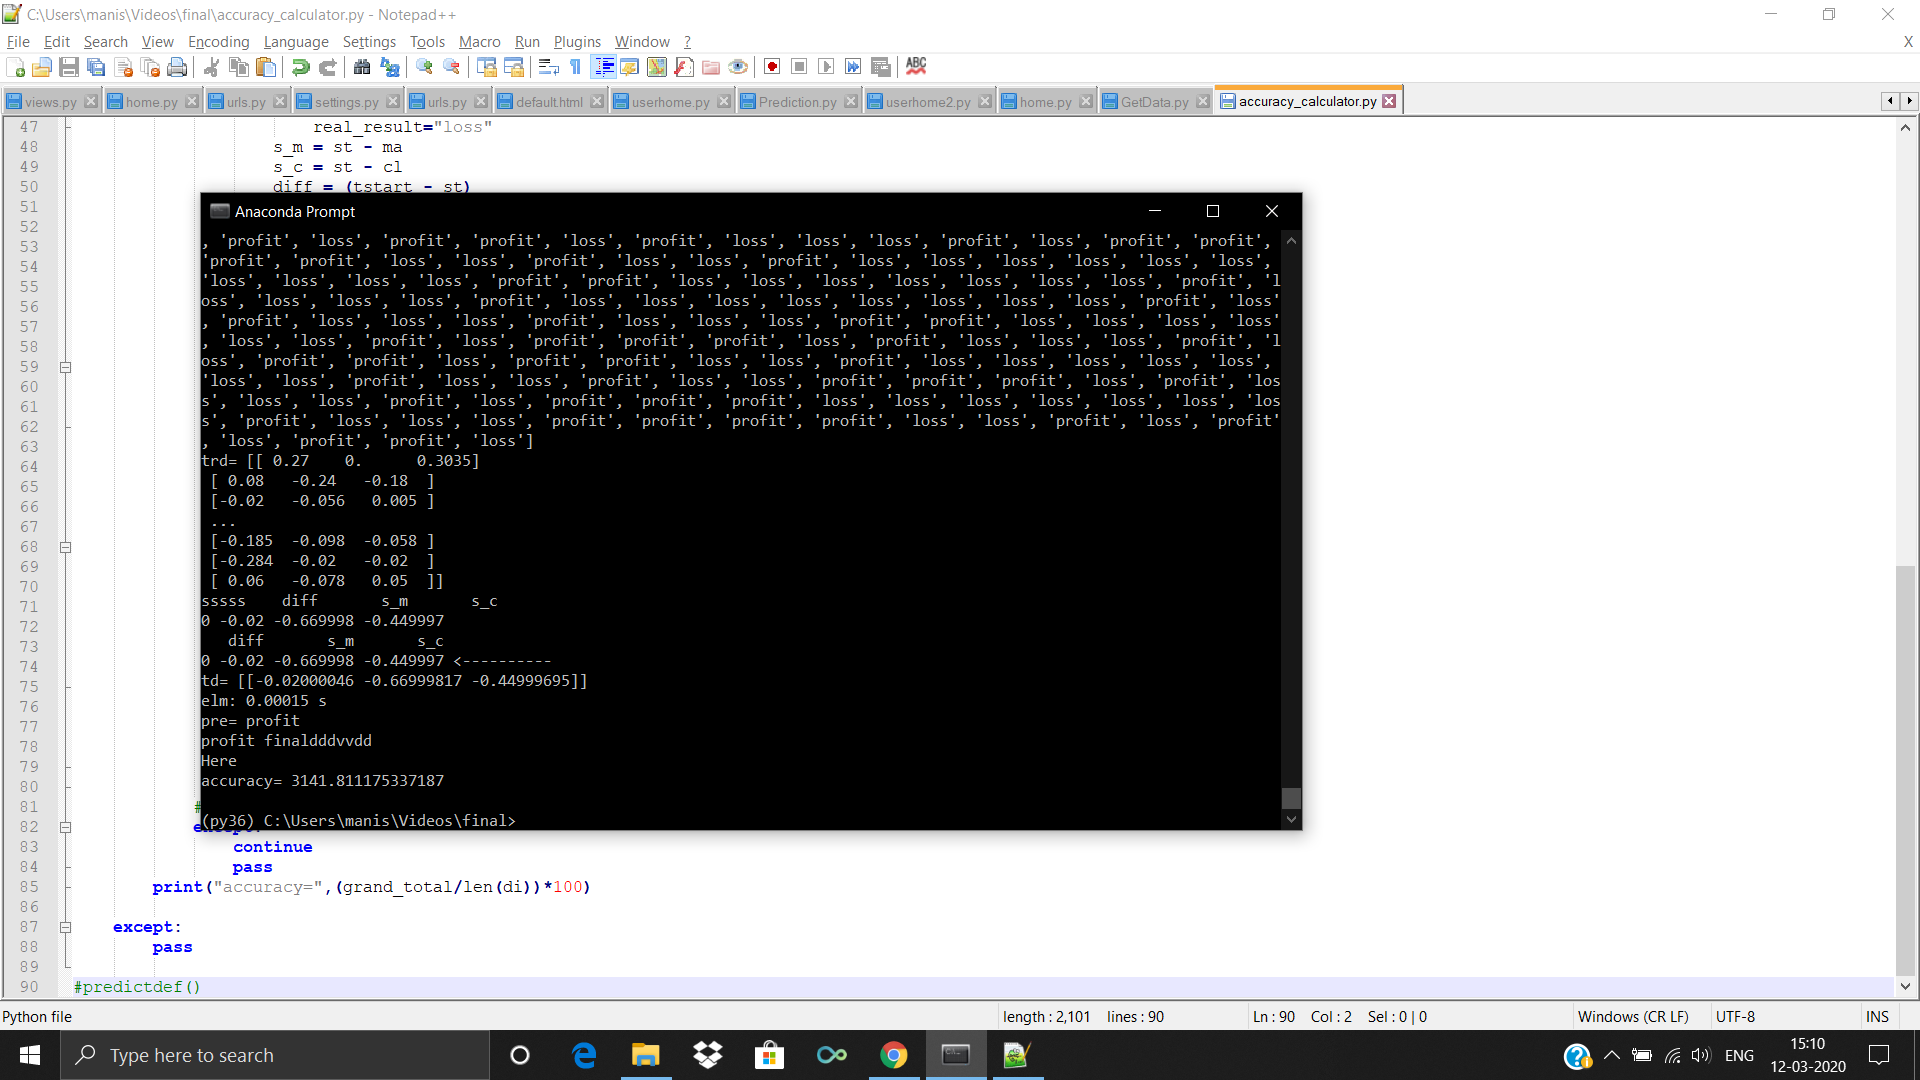 C:\Users\manis\Videos\final\accuracy_calculator.py - Notepad++
File Edit Search View Encoding Language Settings Tools Macro Run Plugins Window ? X
ABC
views.py home.py urls.py settings.py urls.py default.html userhome.py Prediction.py userhome2.py home.py GetData.py accuracy_calculator.py
47 real_result="loss"
48 s_m = st - ma
49 s_c = st - cl
50 diff = (tstart - st)
51
52
53
54
55
56
57
58
59
60
61
62
63
64
65
66
67
68
69
70
71
72
73
74
75
76
77
78
79
80
81 #
82
83 continue
84 pass
85 print("accuracy=",(grand_total/len(di))*100)
86
87 except:
88 pass
89
90 #predictdef()
Anaconda Prompt
, 'profit', 'loss', 'profit', 'profit', 'loss', 'profit', 'loss', 'loss', 'loss', 'profit', 'loss', 'profit', 'profit',
'profit', 'profit', 'loss', 'loss', 'profit', 'loss', 'loss', 'profit', 'loss', 'loss', 'loss', 'loss', 'loss', 'loss',
'loss', 'loss', 'loss', 'loss', 'profit', 'profit', 'loss', 'loss', 'loss', 'loss', 'loss', 'loss', 'loss', 'profit', 'l
oss', 'loss', 'loss', 'loss', 'profit', 'loss', 'loss', 'loss', 'loss', 'loss', 'loss', 'loss', 'loss', 'profit', 'loss'
, 'profit', 'loss', 'loss', 'loss', 'profit', 'loss', 'loss', 'loss', 'profit', 'profit', 'loss', 'loss', 'loss', 'loss'
, 'loss', 'loss', 'profit', 'loss', 'profit', 'profit', 'profit', 'loss', 'profit', 'loss', 'loss', 'loss', 'profit', 'l
oss', 'profit', 'profit', 'loss', 'profit', 'profit', 'loss', 'loss', 'profit', 'loss', 'loss', 'loss', 'loss', 'loss',
'loss', 'loss', 'profit', 'loss', 'loss', 'profit', 'loss', 'loss', 'profit', 'profit', 'profit', 'loss', 'profit', 'los
s', 'loss', 'loss', 'profit', 'loss', 'profit', 'profit', 'profit', 'loss', 'loss', 'loss', 'loss', 'loss', 'loss', 'los
s', 'profit', 'loss', 'loss', 'loss', 'profit', 'profit', 'profit', 'profit', 'loss', 'loss', 'profit', 'loss', 'profit'
, 'loss', 'profit', 'profit', 'loss']
trd= [[ 0.27 0. 0.3035]
[ 0.08 -0.24 -0.18 ]
[-0.02 -0.056 0.005 ]
...
[-0.185 -0.098 -0.058 ]
[-0.284 -0.02 -0.02 ]
[ 0.06 -0.078 0.05 ]]
sssss diff s_m s_c
0 -0.02 -0.669998 -0.449997
diff s_m s_c
0 -0.02 -0.669998 -0.449997 <----------
td= [[-0.02000046 -0.66999817 -0.44999695]]
elm: 0.00015 s
pre= profit
profit finaldddvvdd
Here
accuracy= 3141.811175337187
(py36) C:\Users\manis\Videos\final>
Python file length : 2,101 lines : 90 Ln : 90 Col : 2 Sel : 0 | 0 Windows (CR LF) UTF-8 INS
Type here to search
ENG
15:10
12-03-2020